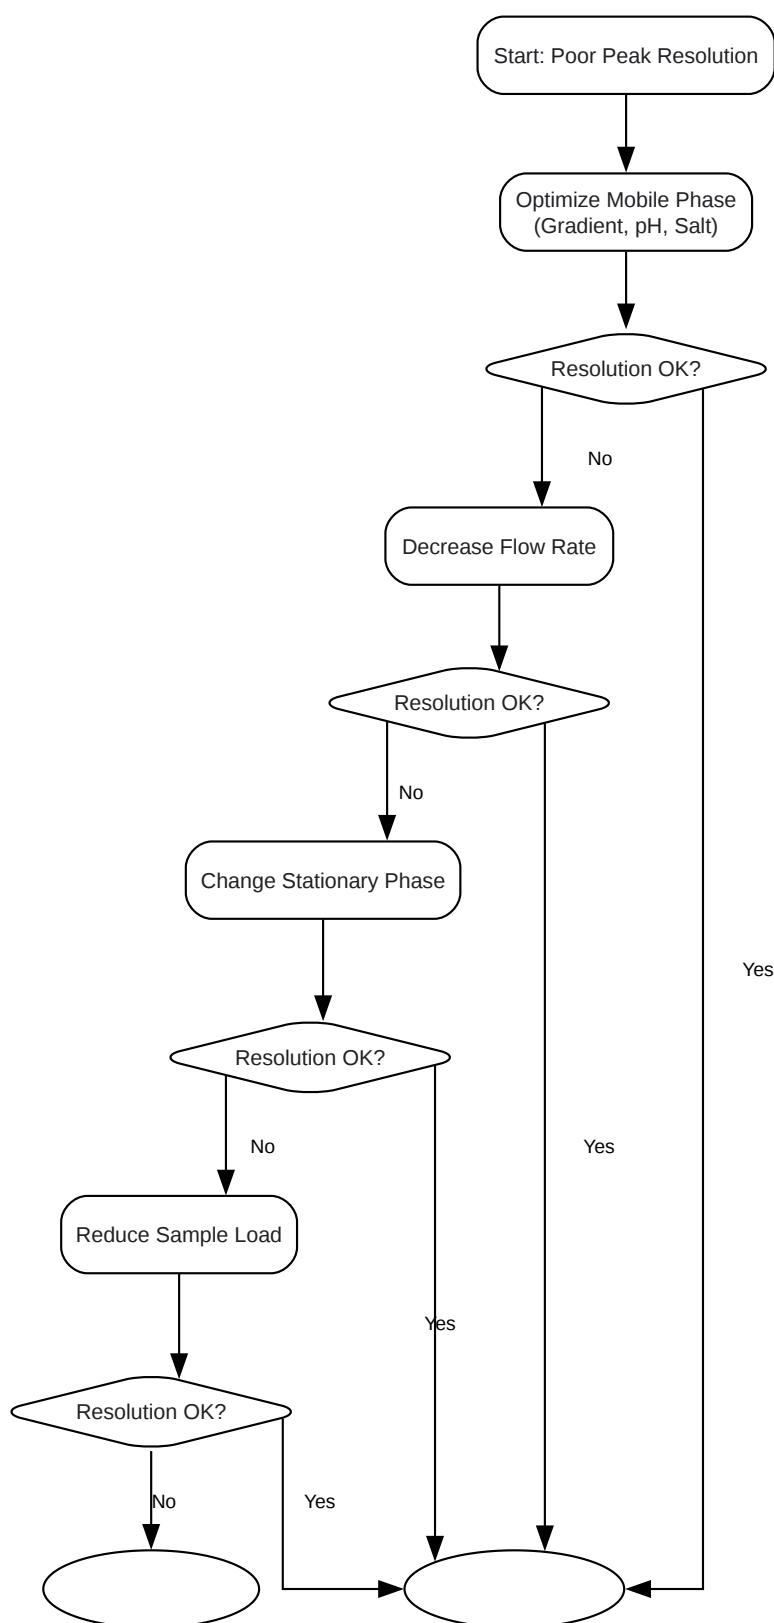 Start: Poor Peak Resolution
Optimize Mobile Phase
(Gradient, pH, Salt)
Resolution OK?
No
Decrease Flow Rate
Resolution OK?
No
Change Stationary Phase
Yes
Resolution OK?
No
Yes
Reduce Sample Load
Yes
Resolution OK?
No
Yes